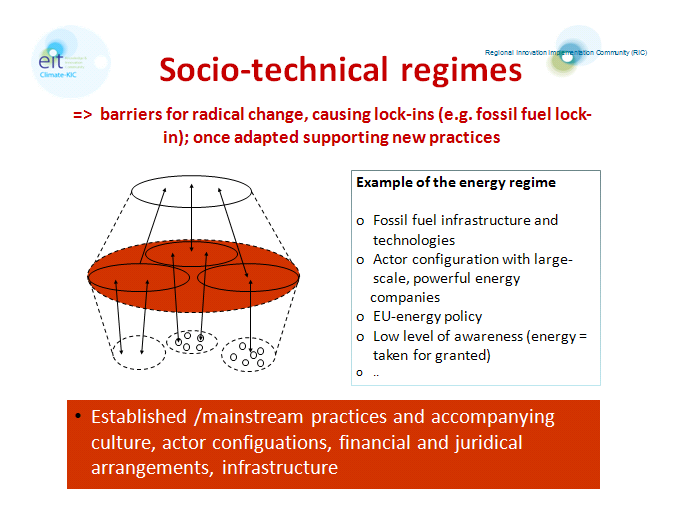 Regional Innovation Implementation Community (RIC)
eit
Climate-KIC
Socio-technical regimes
=> barriers for radical change, causing lock-ins (e.g. fossil fuel lock-
in); once adapted supporting new practices
Example of the energy regime
o Fossil fuel infrastructure and
technologies
o Actor configuration with large-
scale, powerful energy
companies
o EU-energy policy
o Low level of awareness (energy =
taken for granted)
o ..
• Established /mainstream practices and accompanying
culture, actor configuations, financial and juridical
arrangements, infrastructure